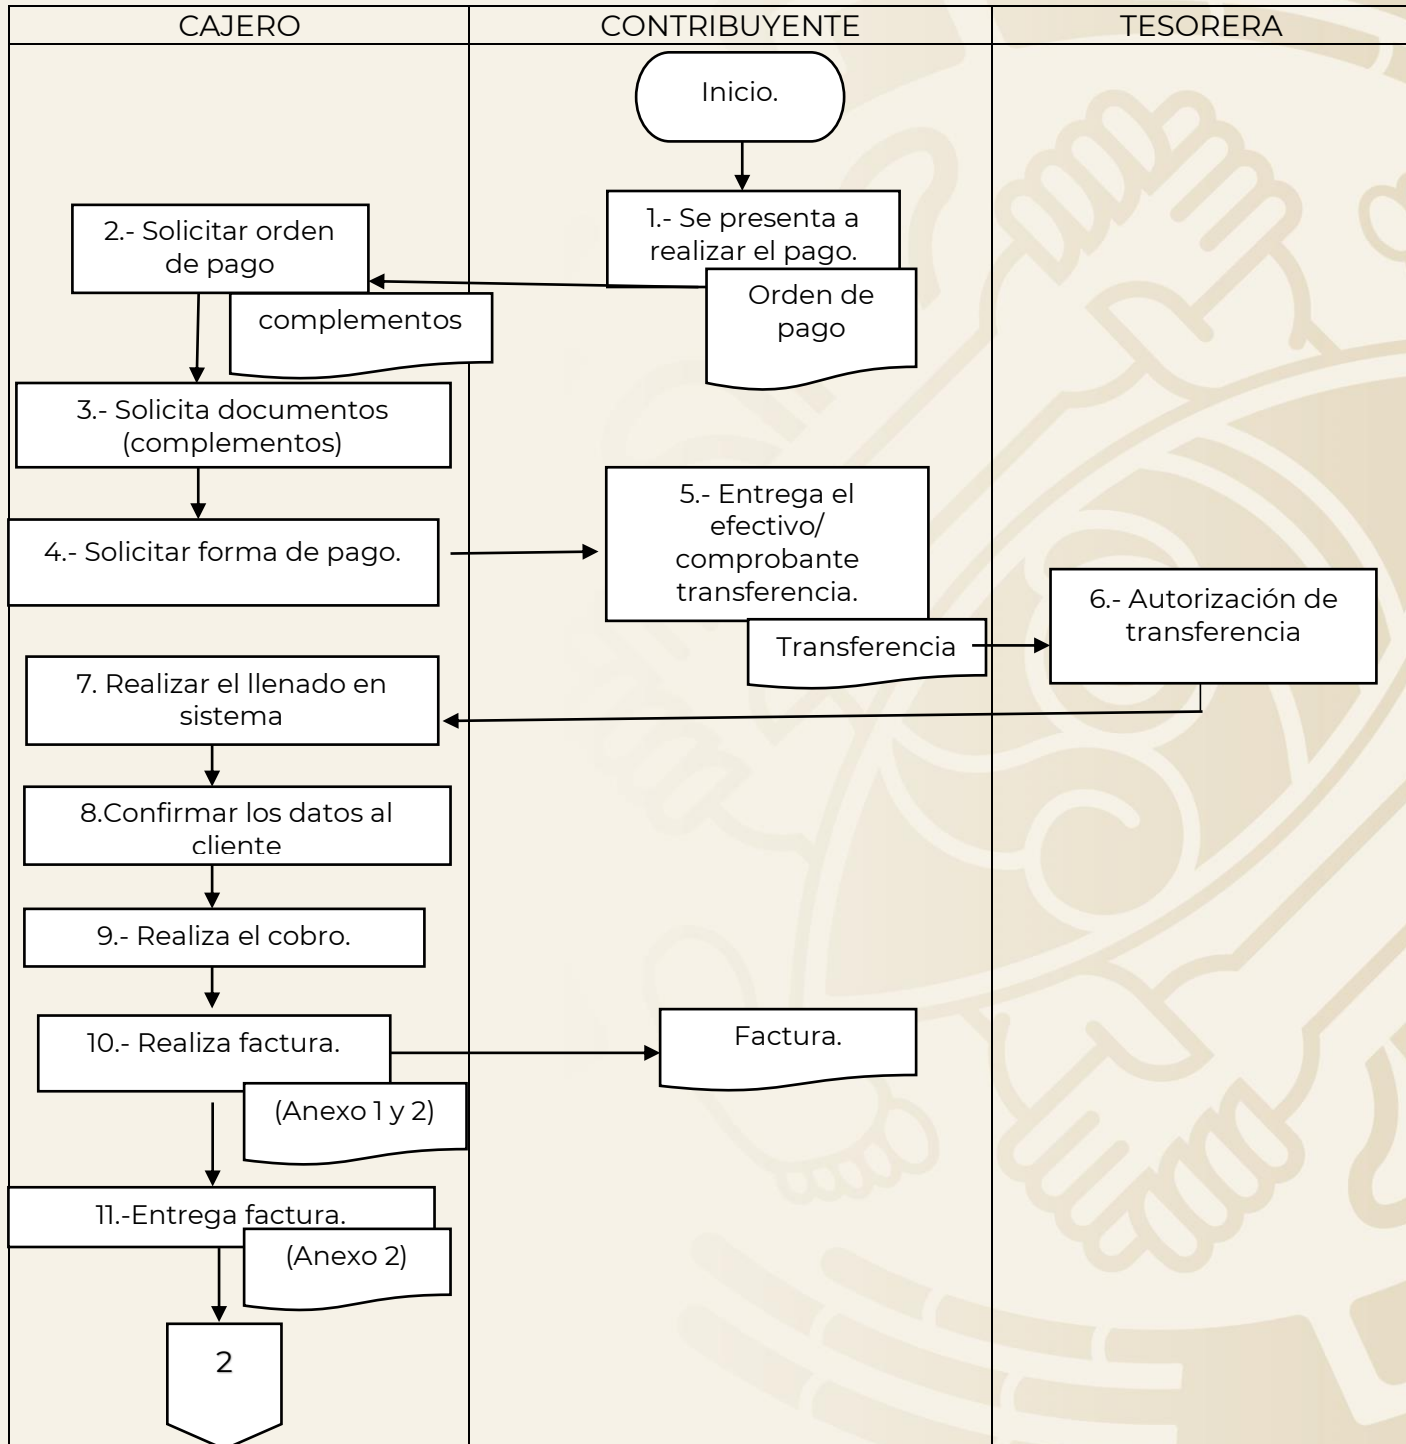 CAJERO
CONTRIBUYENTE
TESORERA
Inicio.
1.- Se presenta a
realizar el pago.
Orden de
pago
2.- Solicitar orden
de pago
complementos
3.- Solicita documentos
(complementos)
4.- Solicitar forma de pago.
5.- Entrega el
efectivo/
comprobante
transferencia.
Transferencia
6.- Autorización de
transferencia
7. Realizar el llenado en
sistema
8.Confirmar los datos al
cliente
9.- Realiza el cobro.
10.- Realiza factura.
(Anexo 1 y 2)
Factura.
11.-Entrega factura.
(Anexo 2)
2